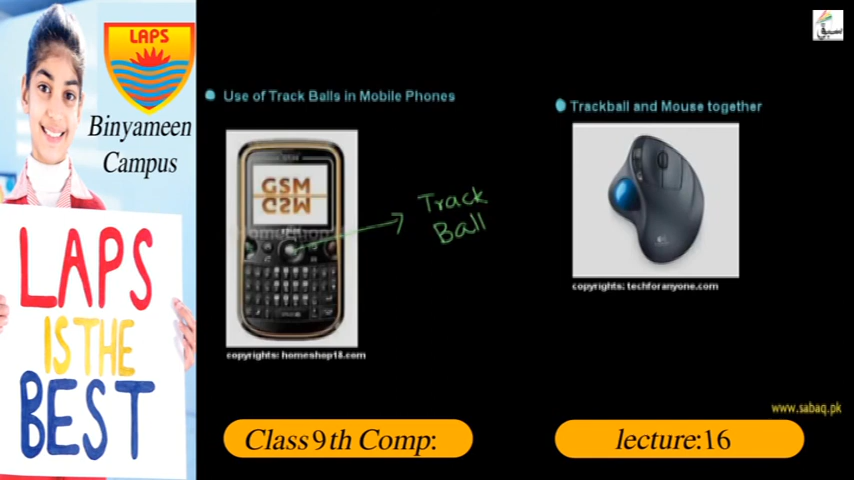 LAPS
Binyameen
Campus
LAPS
IS THE
BEST
Use of Track Balls in Mobile Phones
GSM
Track
Ball
copyrights: homeshop18.com
Trackball and Mouse together
copyrights: techforanyone.com
سبق
www.sabaq.pk
Class 9th Comp:
lecture:16